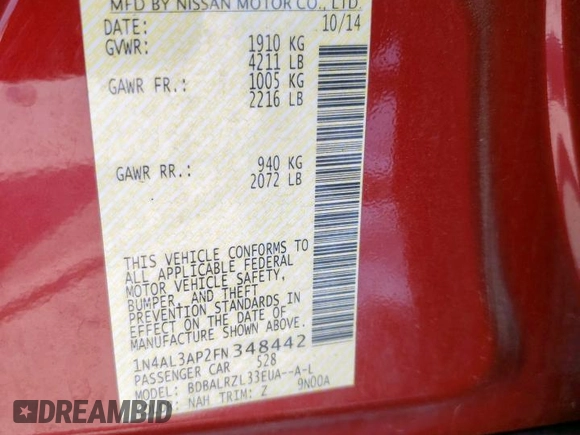 MFD BY NISSAN MOTOR CO., LTD.
DATE: 10/14
GVWR: 1910 KG
4211 LB
GAWR FR.: 1005 KG
2216 LB
GAWR RR.: 940 KG
2072 LB
THIS VEHICLE CONFORMS TO
ALL APPLICABLE FEDERAL
MOTOR VEHICLE SAFETY,
BUMPER, AND THEFT
PREVENTION STANDARDS IN
EFFECT ON THE DATE OF
MANUFACTURE SHOWN ABOVE.
1N4AL3AP2FN348442
PASSENGER CAR 528
MODEL: BDBALRZL33EUA--A-L
NAH TRIM: Z 9N00A
DREAMBID